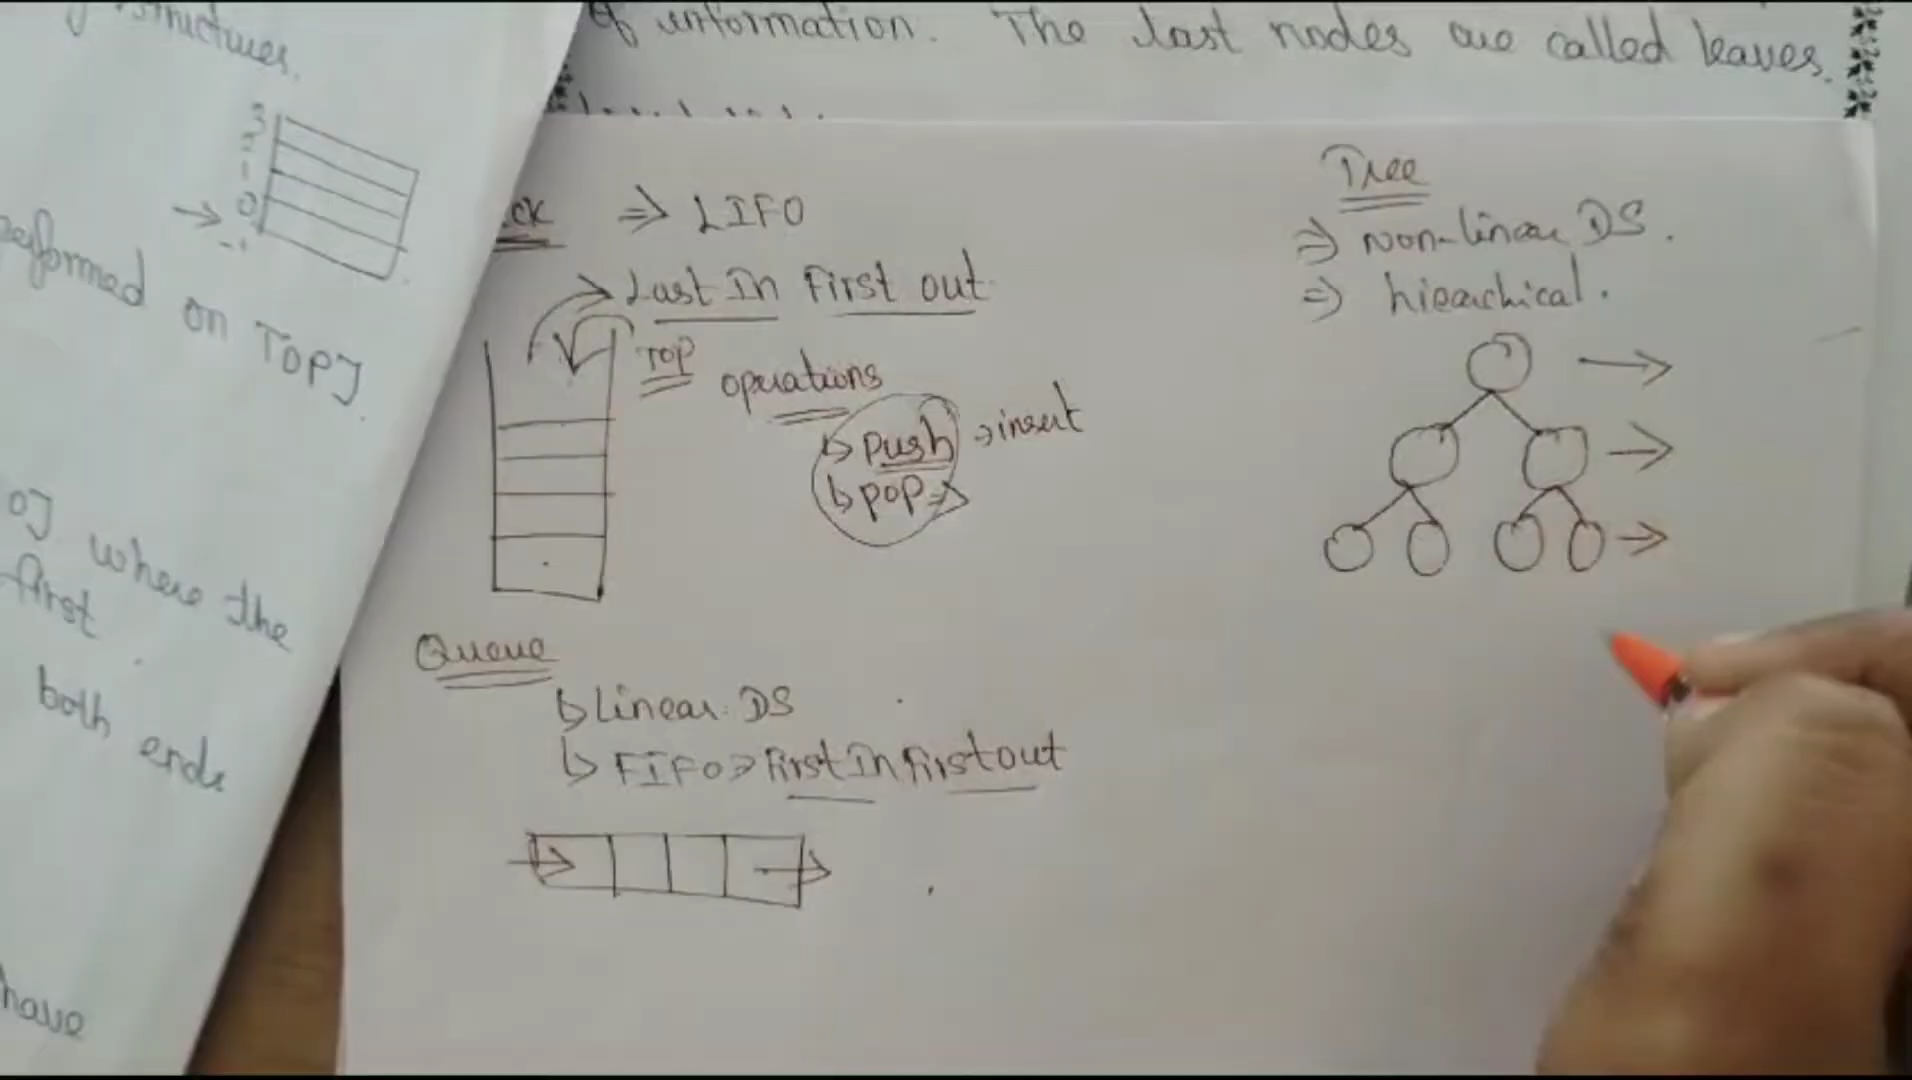 structures.
3
2
1
0
-1
performed on TOP].
O] where the
first
both ends
have
of information. The last nodes are called leaves.
ck ⇒ LIFO
Last In First out
TOP
operations
↳ push → insert
↳ pop ⇒
Queue
↳ Linear DS
↳ FIFO ⇒ First In First out
Tree
⇒ non-linear DS.
⇒ hierarchical.